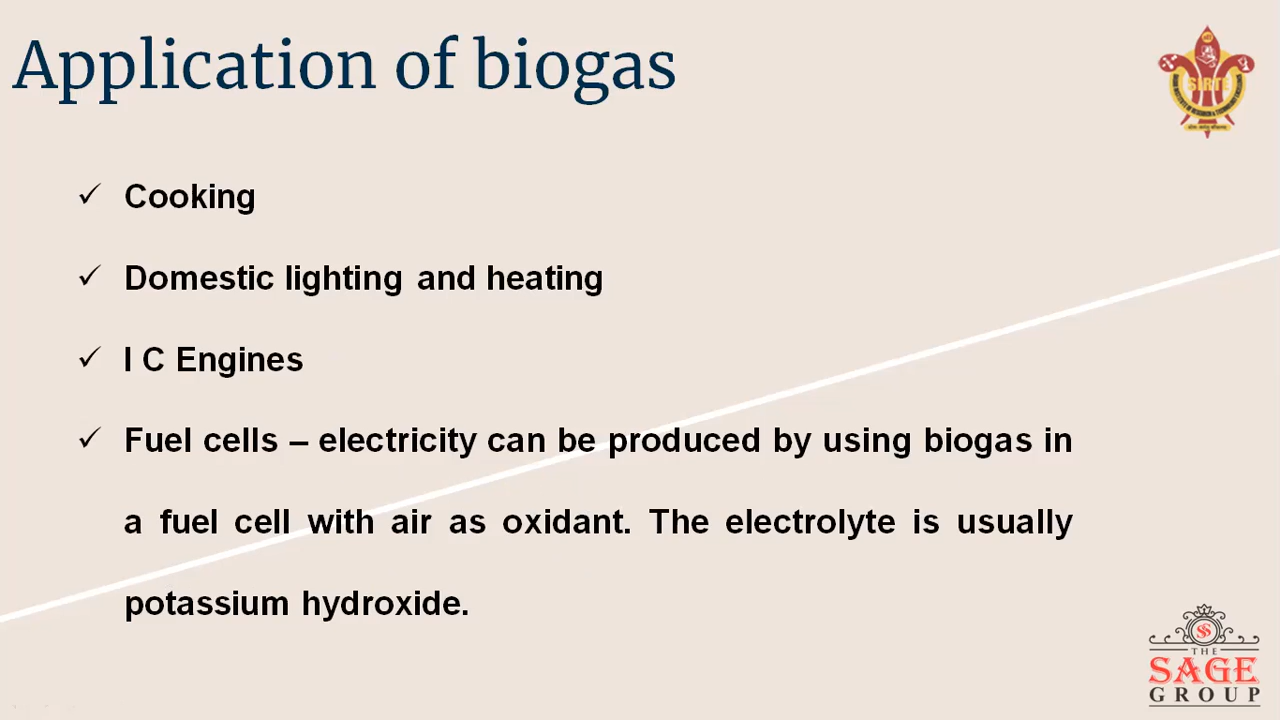 Application of biogas
SIRTE
✓ Cooking
✓ Domestic lighting and heating
✓ I C Engines
✓ Fuel cells – electricity can be produced by using biogas in
a fuel cell with air as oxidant. The electrolyte is usually
potassium hydroxide.
THE
SAGE
GROUP